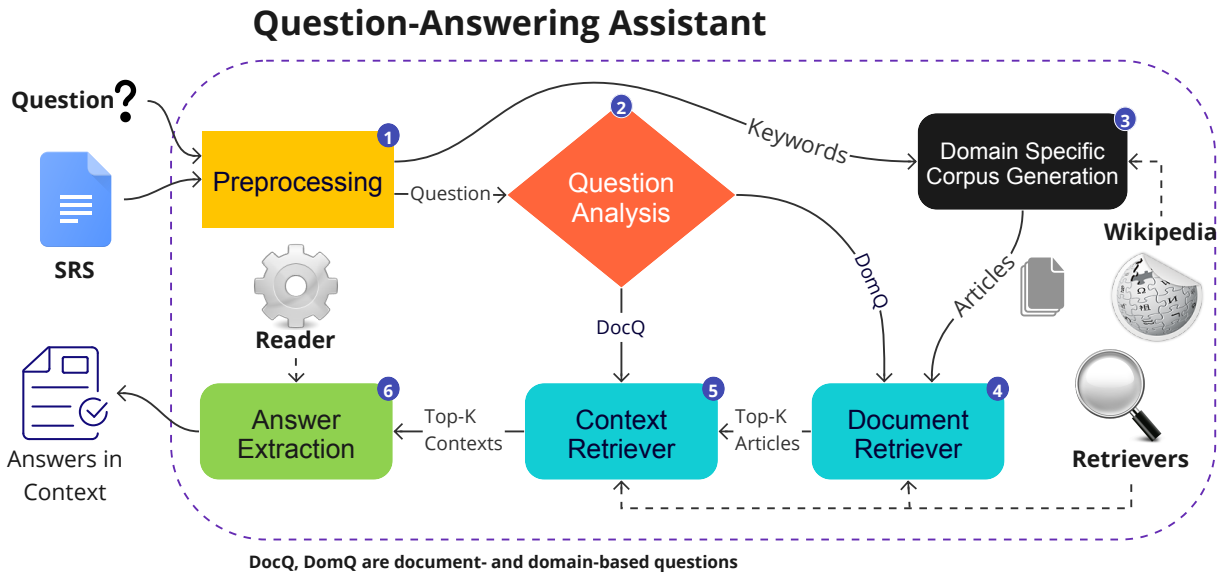 Question-Answering Assistant
Question?
1
2
3
Keywords
Domain Specific
Corpus Generation
Preprocessing
Question
Question
Analysis
SRS
Wikipedia
DomQ
Articles
DocQ
Reader
6
5
4
Answer
Extraction
Top-K
Contexts
Context
Retriever
Top-K
Articles
Document
Retriever
Retrievers
Answers in
Context
DocQ, DomQ are document- and domain-based questions